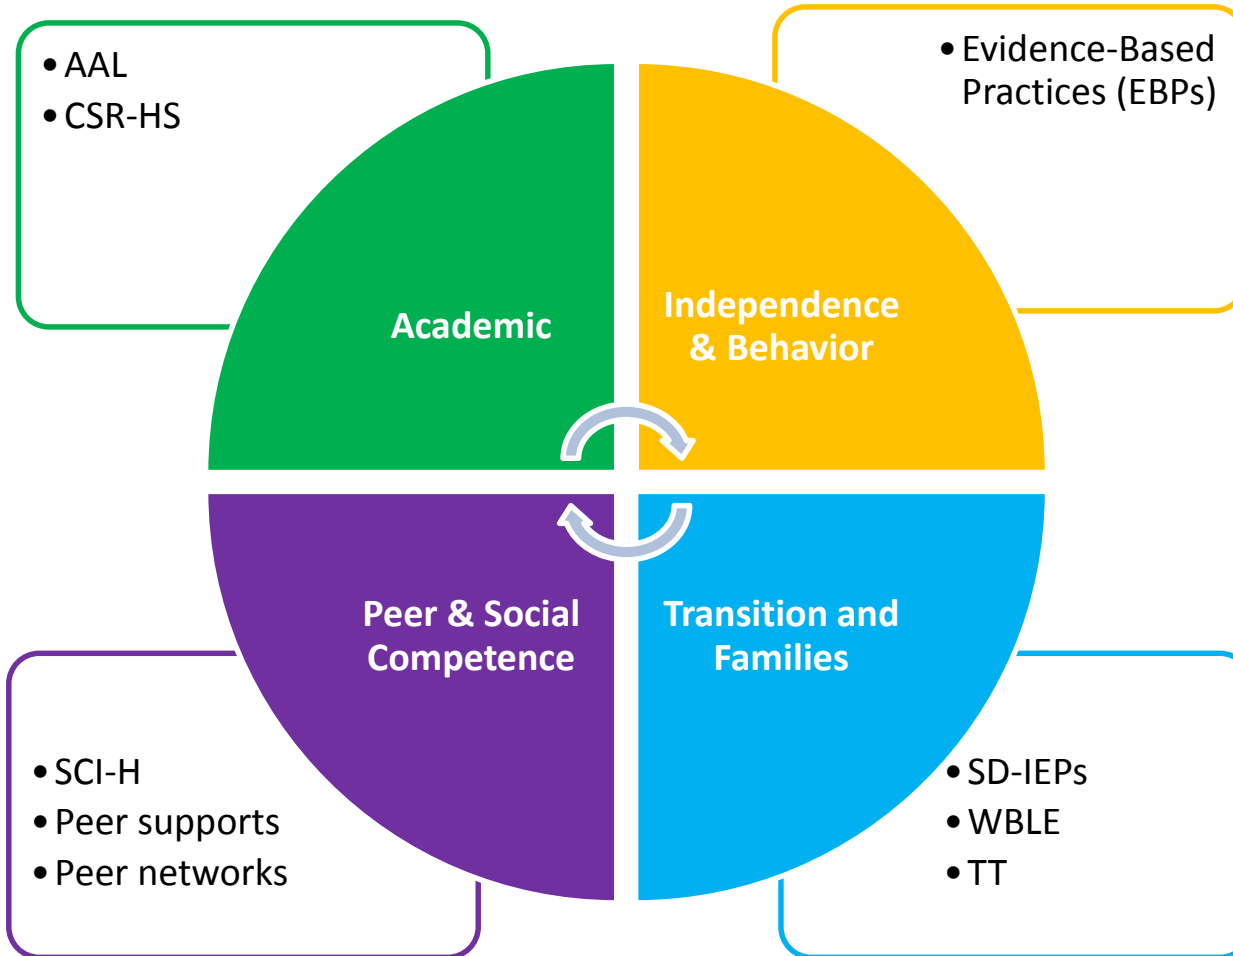 • AAL
• CSR-HS
• Evidence-Based
Practices (EBPs)
Academic
Independence
& Behavior
Peer & Social
Competence
Transition and
Families
• SCI-H
• Peer supports
• Peer networks
• SD-IEPs
• WBLE
• TT